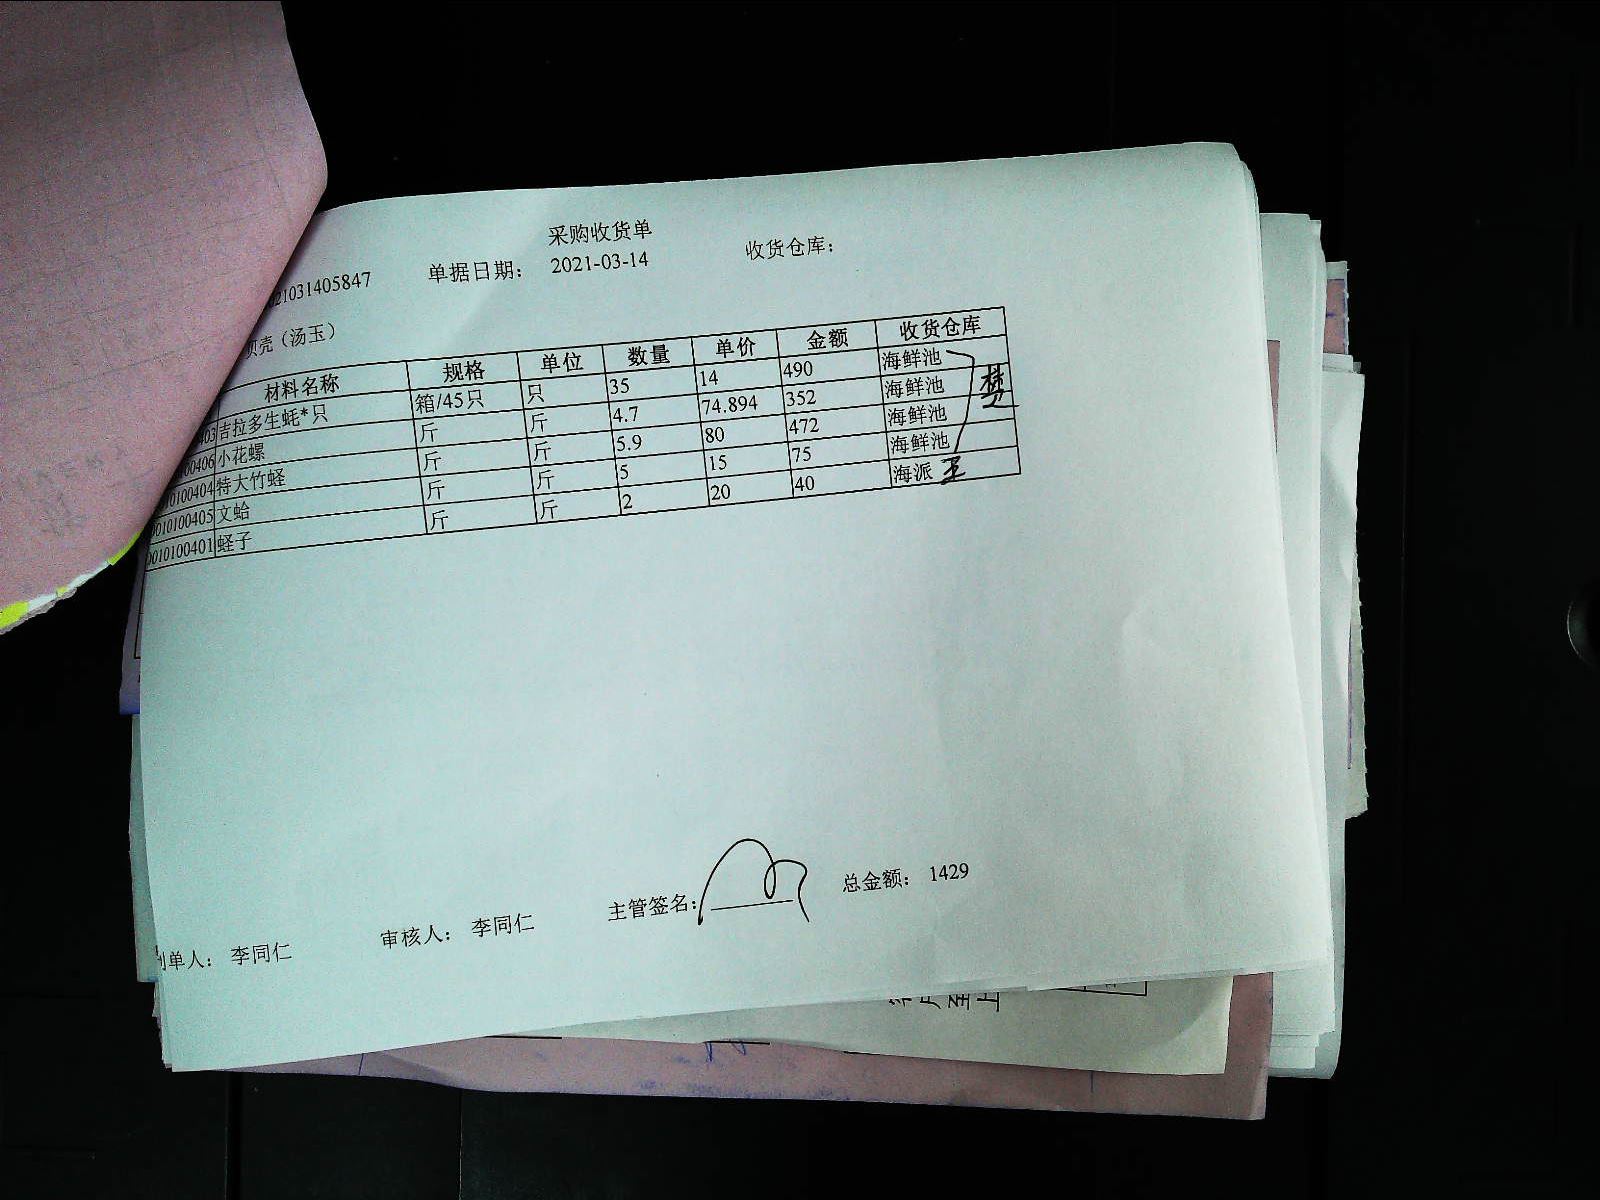 采购收货单
021031405847 单据日期： 2021-03-14 收货仓库：
贝壳（汤玉）
材料名称 规格 单位 数量 单价 金额 收货仓库
403 吉拉多生蚝*只 箱/45只 只 35 14 490 海鲜池
00406 小花螺 斤 斤 4.7 74.894 352 海鲜池
0100404 特大竹蛏 斤 斤 5.9 80 472 海鲜池
010100405 文蛤 斤 斤 5 15 75 海鲜池
0010100401 蛏子 斤 斤 2 20 40 海派
单人： 李同仁 审核人： 李同仁 主管签名： 总金额： 1429